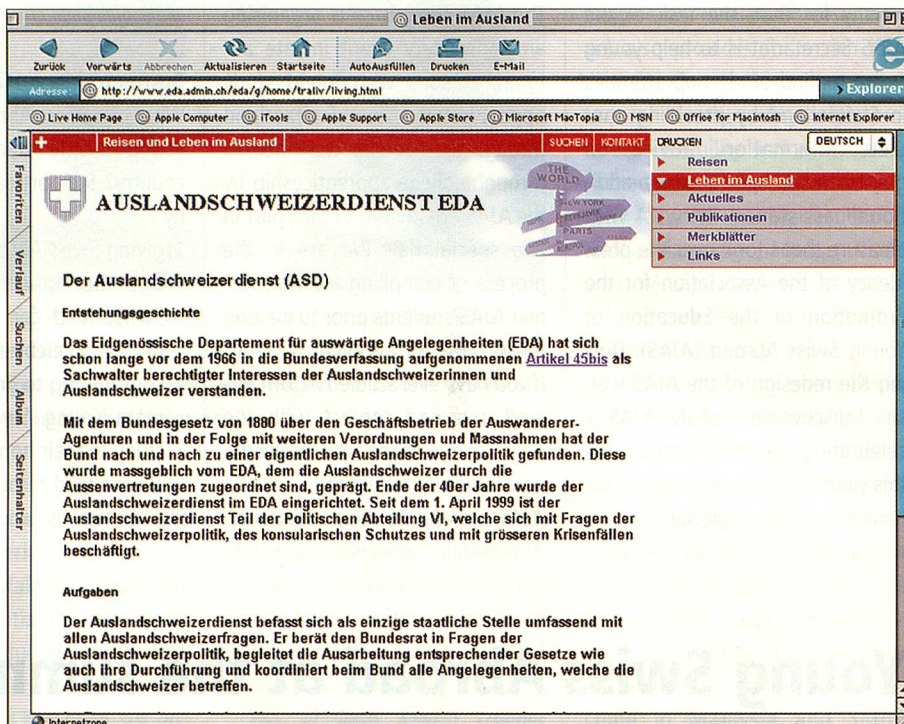 Leben im Ausland
Zurück Vorwärts Abbrechen Aktualisieren Startseite AutoAusfüllen Drucken E-Mail
Adresse: http://www.eda.admin.ch/eda/g/home/traliv/living.html Explorer
Live Home Page Apple Computer iTools Apple Support Apple Store Microsoft MacTopia MSN Office for Macintosh Internet Explorer
Reisen und Leben im Ausland SUCHEN KONTAKT DRUCKEN DEUTSCH
Reisen
Leben im Ausland
Aktuelles
Publikationen
Merkblätter
Links
Favoriten
Verlauf
Suchen
Album
Seitenhalter
THE WORLD
NEW YORK
REYKJAVIK
PARIS
AUSLANDSCHWEIZERDIENST EDA
Der Auslandschweizerdienst (ASD)
Entstehungsgeschichte
Das Eidgenössische Departement für auswärtige Angelegenheiten (EDA) hat sich
schon lange vor dem 1966 in die Bundesverfassung aufgenommenen Artikel 45bis als
Sachwalter berechtigter Interessen der Auslandschweizerinnen und
Auslandschweizer verstanden.
Mit dem Bundesgesetz von 1880 über den Geschäftsbetrieb der Auswanderer-
Agenturen und in der Folge mit weiteren Verordnungen und Massnahmen hat der
Bund nach und nach zu einer eigentlichen Auslandschweizerpolitik gefunden. Diese
wurde massgeblich vom EDA, dem die Auslandschweizer durch die
Aussenvertretungen zugeordnet sind, geprägt. Ende der 40er Jahre wurde der
Auslandschweizerdienst im EDA eingerichtet. Seit dem 1. April 1999 ist der
Auslandschweizerdienst Teil der Politischen Abteilung VI, welche sich mit Fragen der
Auslandschweizerpolitik, des konsularischen Schutzes und mit grösseren Krisenfällen
beschäftigt.
Aufgaben
Der Auslandschweizerdienst befasst sich als einzige staatliche Stelle umfassend mit
allen Auslandschweizerfragen. Er berät den Bundesrat in Fragen der
Auslandschweizerpolitik, begleitet die Ausarbeitung entsprechender Gesetze wie
auch ihre Durchführung und koordiniert beim Bund alle Angelegenheiten, welche die
Auslandschweizer betreffen.
Internetzone